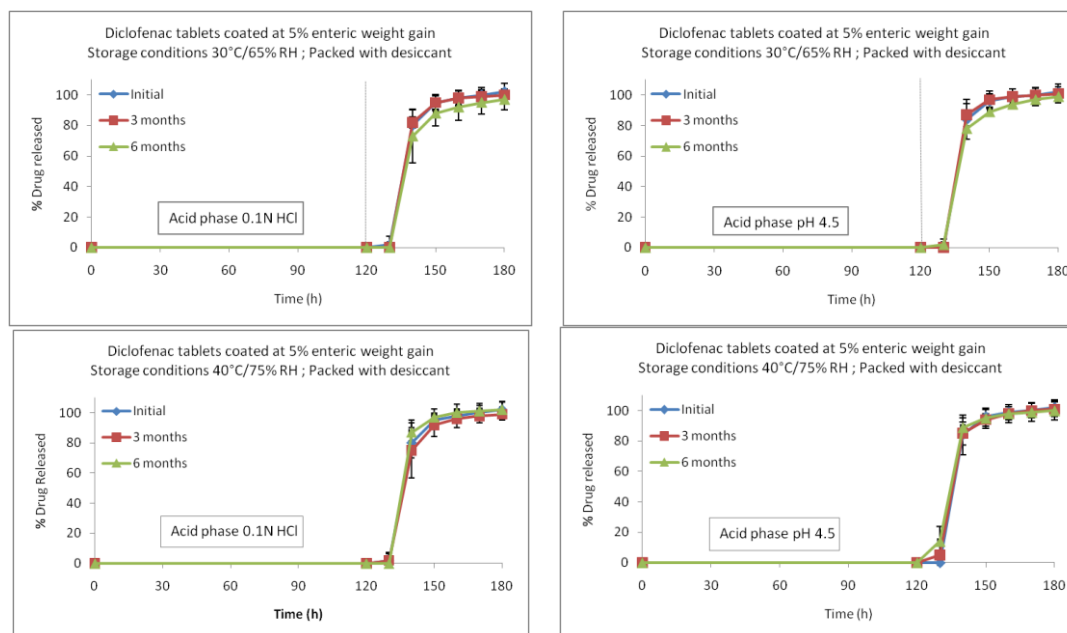 Diclofenac tablets coated at 5% enteric weight gain
Storage conditions 30°C/65% RH ; Packed with desiccant
% Drug released
100
80
60
40
20
0
Initial
3 months
6 months
Acid phase 0.1N HCl
0 30 60 90 120 150 180
Time (h)
Diclofenac tablets coated at 5% enteric weight gain
Storage conditions 30°C/65% RH ; Packed with desiccant
% Drug released
100
80
60
40
20
0
Initial
3 months
6 months
Acid phase pH 4.5
0 30 60 90 120 150 180
Time (h)
Diclofenac tablets coated at 5% enteric weight gain
Storage conditions 40°C/75% RH ; Packed with desiccant
% Drug Released
100
80
60
40
20
0
Initial
3 months
6 months
Acid phase 0.1N HCl
0 30 60 90 120 150 180
Time (h)
Diclofenac tablets coated at 5% enteric weight gain
Storage conditions 40°C/75% RH ; Packed with desiccant
% Drug released
100
80
60
40
20
0
Initial
3 months
6 months
Acid phase pH 4.5
0 30 60 90 120 150 180
Time (h)